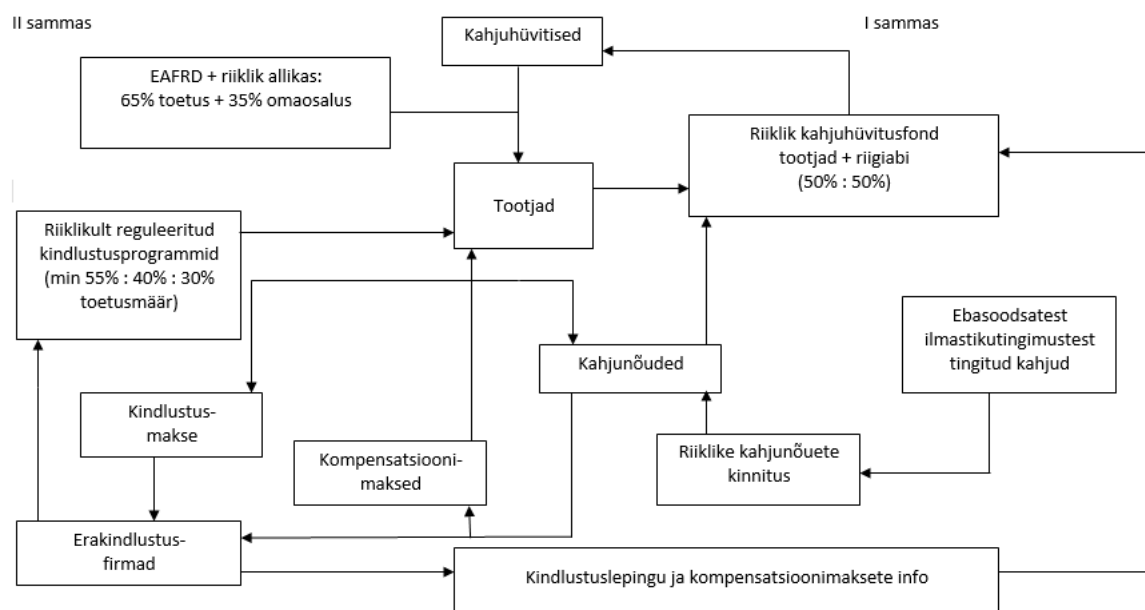 II sammas
I sammas
Kahjuhüvitised
EAFRD + riiklik allikas:
65% toetus + 35% omaosalus
Riiklik kahjuhüvitusfond
tootjad + riigiabi
(50% : 50%)
Tootjad
Riiklikult reguleeritud
kindlustusprogrammid
(min 55% : 40% : 30%
toetusmäär)
Ebasoodsatest
ilmastikutingimustest
tingitud kahjud
Kahjunõuded
Kindlustus-
makse
Kompensatsiooni-
maksed
Riiklike kahjunõuete
kinnitus
Erakindlustus-
firmad
Kindlustuslepingu ja kompensatsioonimaksete info